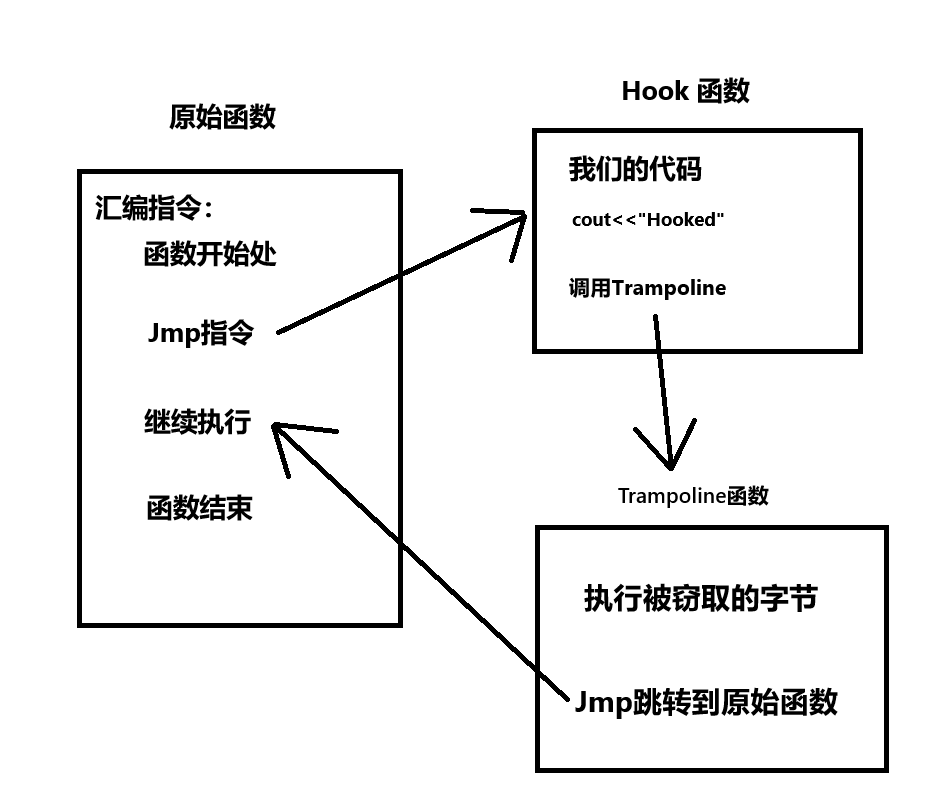 原始函数
汇编指令：
函数开始处
Jmp指令
继续执行
函数结束
Hook 函数
我们的代码
cout<<"Hooked"
调用Trampoline
Trampoline函数
执行被窃取的字节
Jmp跳转到原始函数